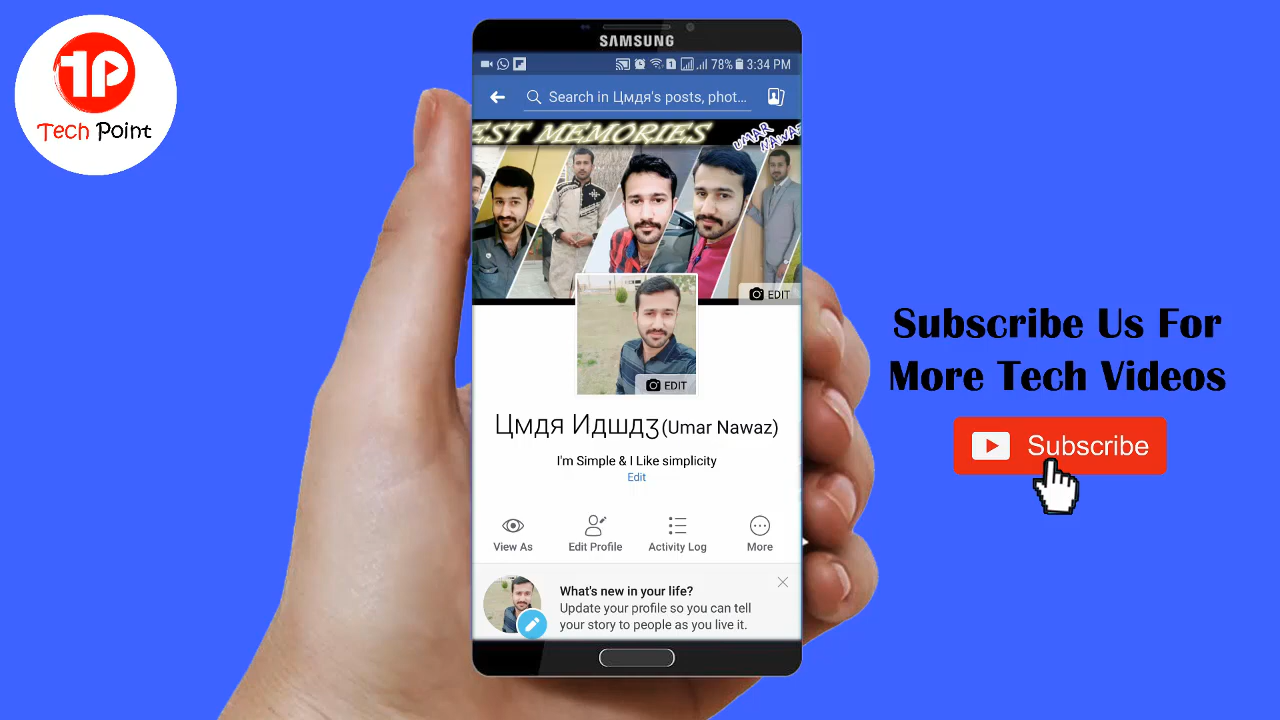 TP
Tech Point
SAMSUNG
1 78% 3:34 PM
Search in Цмдя's posts, phot...
EST MEMORIES
UMAR
NAWAZ
EDIT
EDIT
Цмдя Идшдʒ(Umar Nawaz)
I'm Simple & I Like simplicity
Edit
View As
Edit Profile
Activity Log
More
What's new in your life?
Update your profile so you can tell
your story to people as you live it.
Subscribe Us For
More Tech Videos
Subscribe